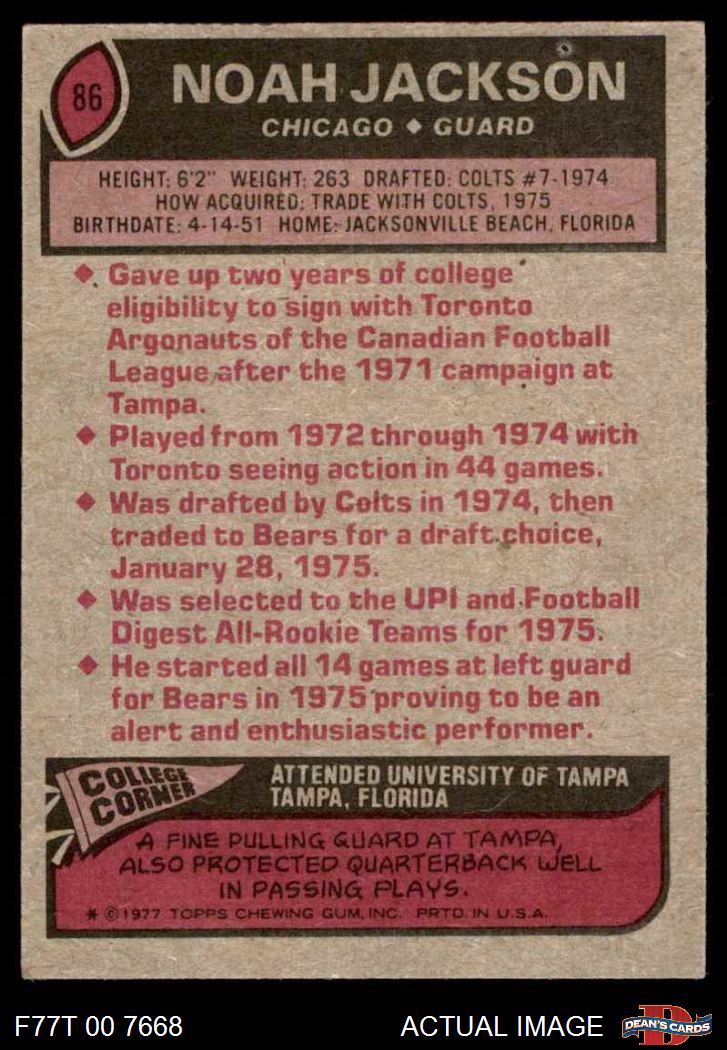 86
NOAH JACKSON
CHICAGO ◆ GUARD
HEIGHT: 6'2" WEIGHT: 263 DRAFTED: COLTS #7-1974
HOW ACQUIRED: TRADE WITH COLTS, 1975
BIRTHDATE: 4-14-51 HOME: JACKSONVILLE BEACH, FLORIDA
◆ Gave up two years of college
eligibility to sign with Toronto
Argonauts of the Canadian Football
League after the 1971 campaign at
Tampa.
◆ Played from 1972 through 1974 with
Toronto seeing action in 44 games.
◆ Was drafted by Colts in 1974, then
traded to Bears for a draft choice,
January 28, 1975.
◆ Was selected to the UPI and Football
Digest All-Rookie Teams for 1975.
◆ He started all 14 games at left guard
for Bears in 1975 proving to be an
alert and enthusiastic performer.
COLLEGE
CORNER
ATTENDED UNIVERSITY OF TAMPA
TAMPA, FLORIDA
A FINE PULLING GUARD AT TAMPA,
ALSO PROTECTED QUARTERBACK WELL
IN PASSING PLAYS.
* © 1977 TOPPS CHEWING GUM, INC. PRTD. IN U.S.A.
F77T 00 7668
ACTUAL IMAGE
D
DEAN'S CARDS